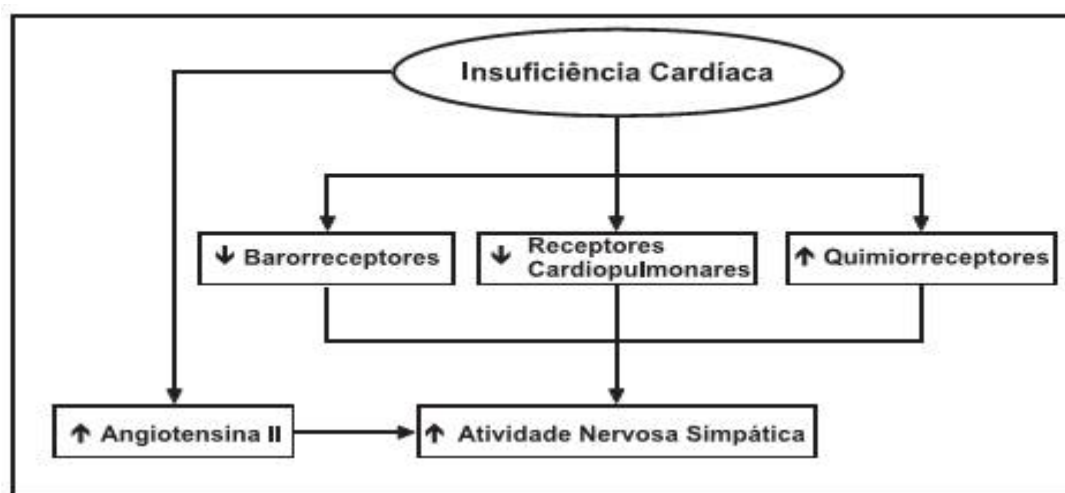 Insuficiência Cardíaca
↓ Barorreceptores
↓ Receptores
Cardiopulmonares
↑ Quimiorreceptores
↑ Angiotensina II
↑ Atividade Nervosa Simpática